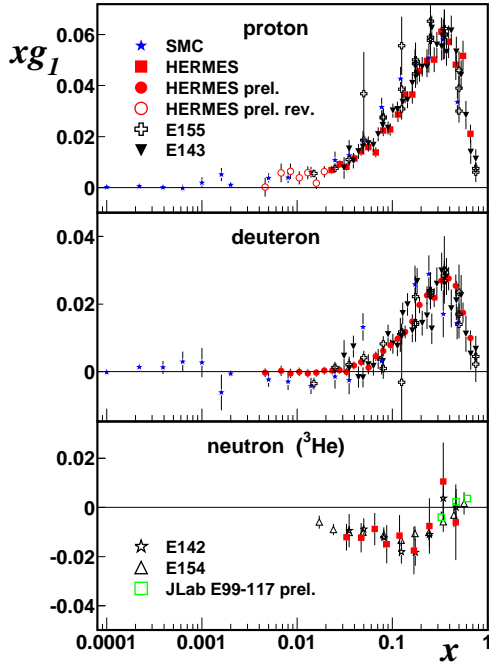 xg1
proton
0.06
0.04
0.02
0
SMC
HERMES
HERMES prel.
HERMES prel. rev.
E155
E143
deuteron
0.04
0.02
0
neutron (³He)
0.02
0
-0.02
-0.04
E142
E154
JLab E99-117 prel.
0.0001 0.001 0.01 0.1 1
x